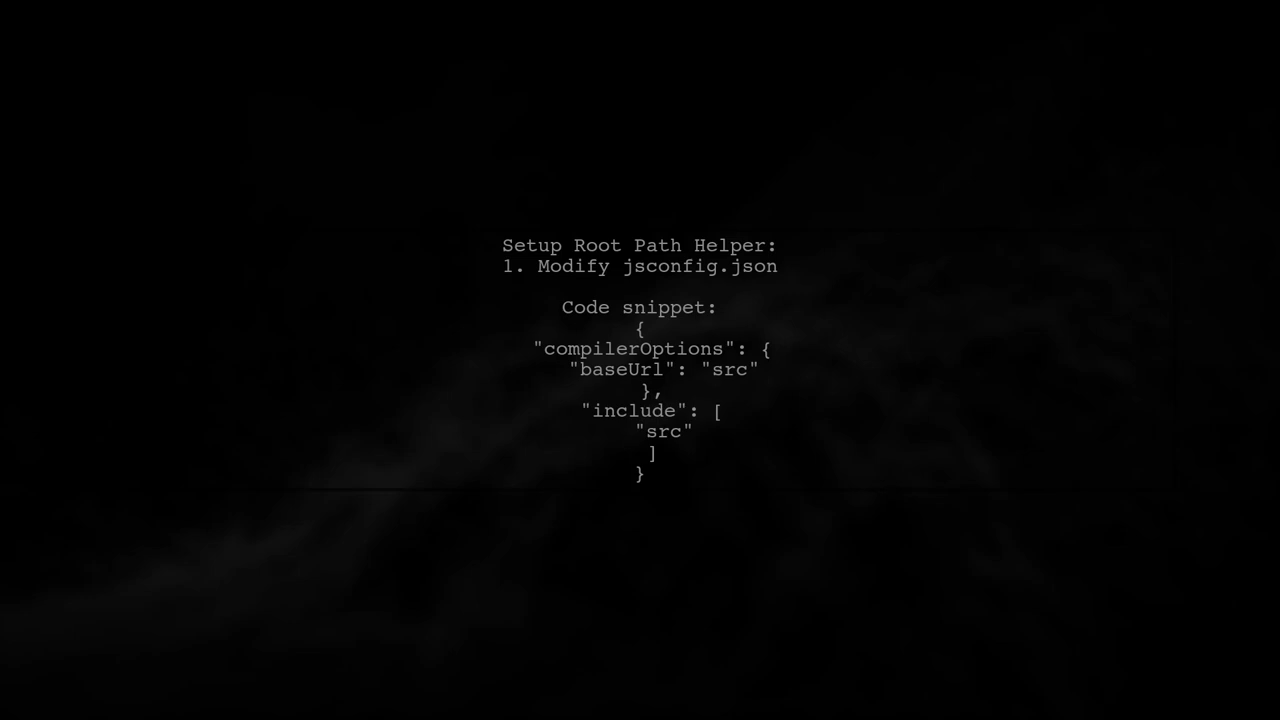 Setup Root Path Helper:
1. Modify jsconfig.json
Code snippet:
{
"compilerOptions": {
"baseUrl": "src"
},
"include": [
"src"
]
}